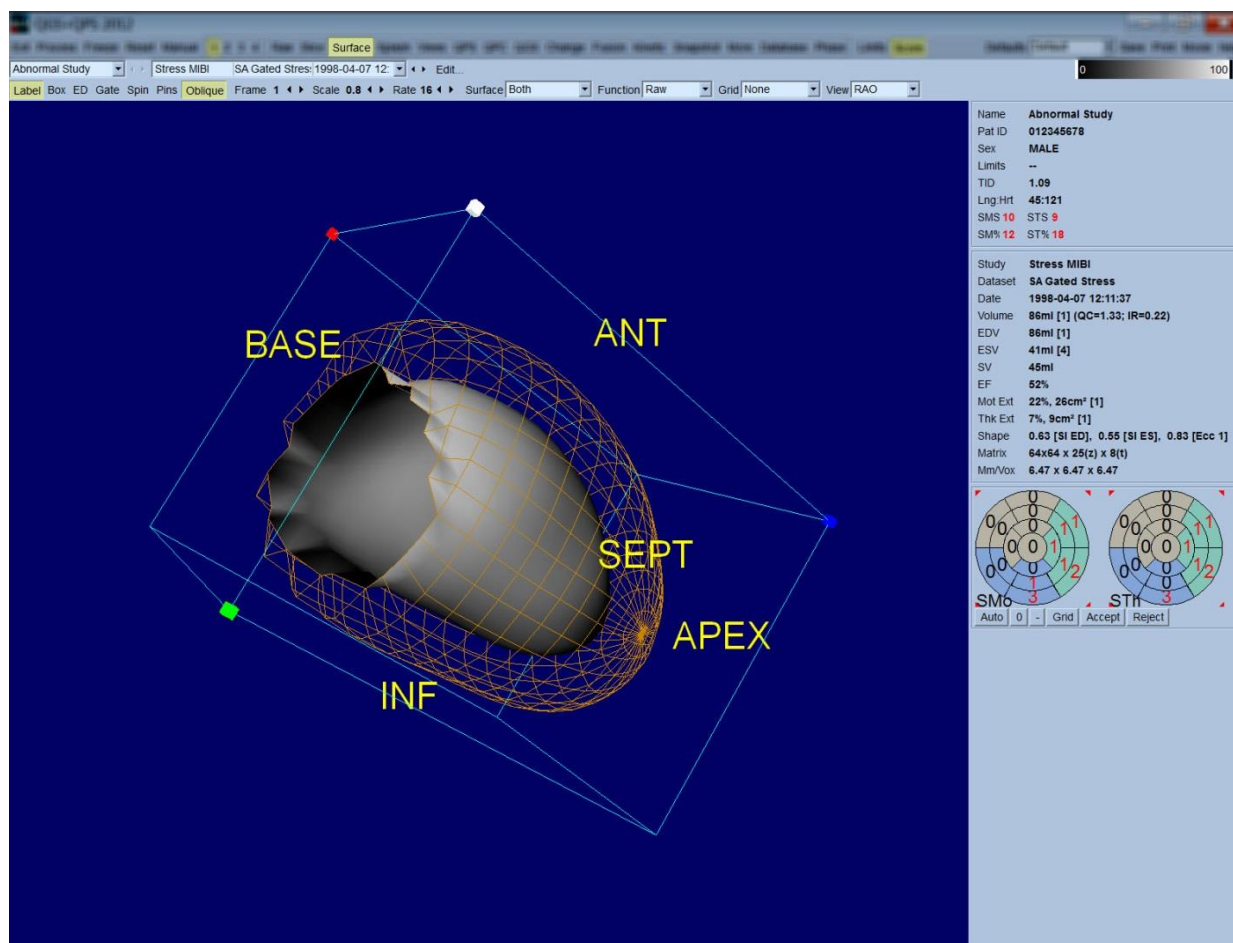 QGS+QPS 2012
Surface
Abnormal Study Stress MIBI SA Gated Stres: 1998-04-07 12: Edit...
0 100
Label Box ED Gate Spin Pins Oblique Frame 1 Scale 0.8 Rate 16 Surface Both Function Raw Grid None View RAO
BASE
ANT
SEPT
APEX
INF
Name Abnormal Study
Pat ID 012345678
Sex MALE
Limits --
TID 1.09
Lng:Hrt 45:121
SMS 10 STS 9
SM% 12 ST% 18
Study Stress MIBI
Dataset SA Gated Stress
Date 1998-04-07 12:11:37
Volume 86ml [1] (QC=1.33; IR=0.22)
EDV 86ml [1]
ESV 41ml [4]
SV 45ml
EF 52%
Mot Ext 22%, 26cm² [1]
Thk Ext 7%, 9cm² [1]
Shape 0.63 [SI ED], 0.55 [SI ES], 0.83 [Ecc 1]
Matrix 64x64 x 25(z) x 8(t)
Mm/Vox 6.47 x 6.47 x 6.47
SMo STh
Auto 0 - Grid Accept Reject